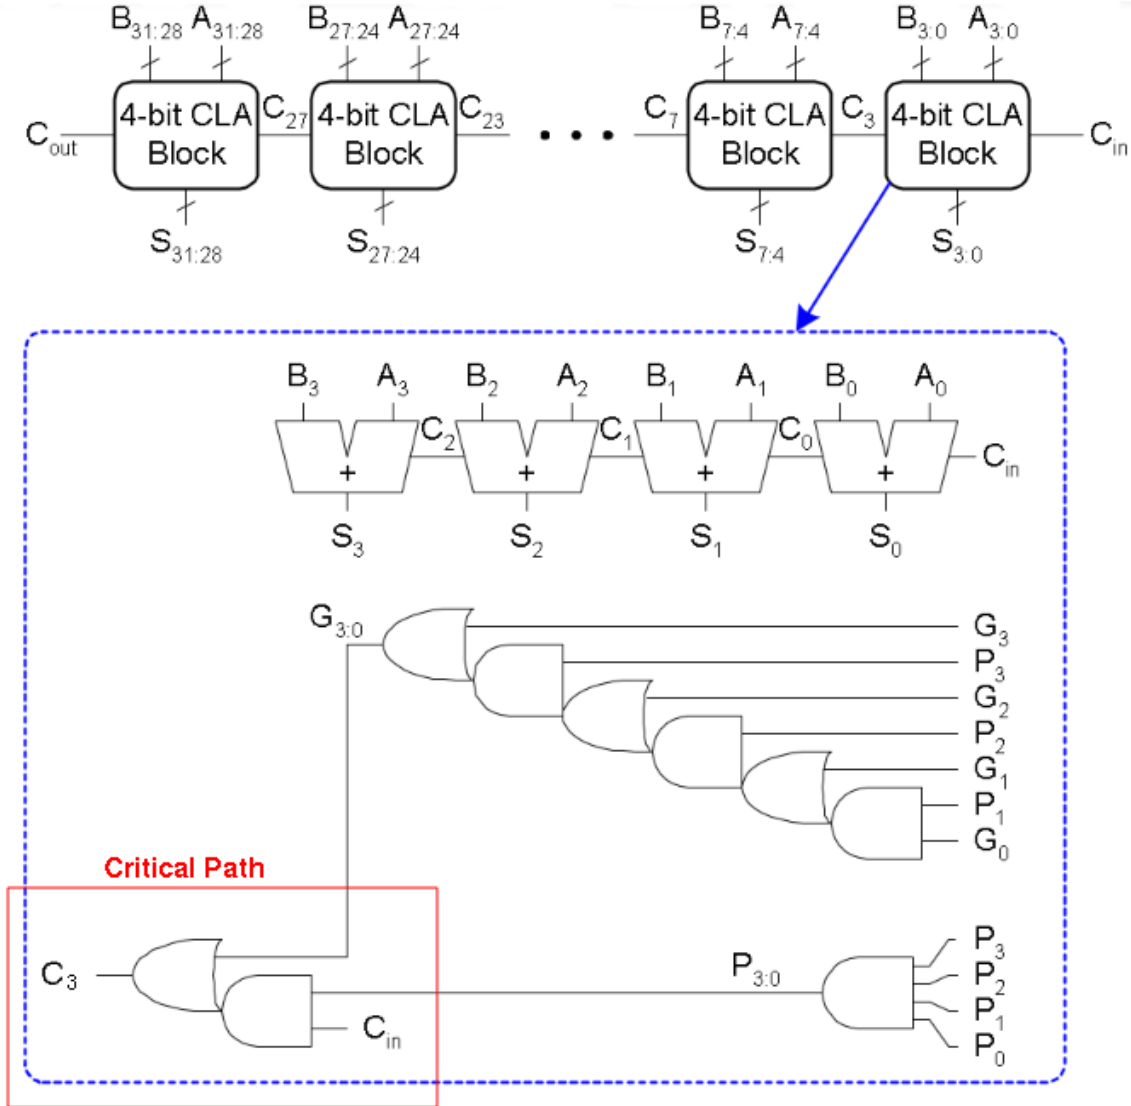 B31:28 A31:28 B27:24 A27:24 B7:4 A7:4 B3:0 A3:0
Cout 4-bit CLA Block C27 4-bit CLA Block C23 • • • C7 4-bit CLA Block C3 4-bit CLA Block Cin
S31:28 S27:24 S7:4 S3:0
B3 A3 B2 A2 B1 A1 B0 A0
C2 C1 C0 Cin
+ + + +
S3 S2 S1 S0
G3:0 G3
P3
G2
P2
G1
P1
G0
Critical Path
P3
C3 P3:0 P2
P1
Cin P0